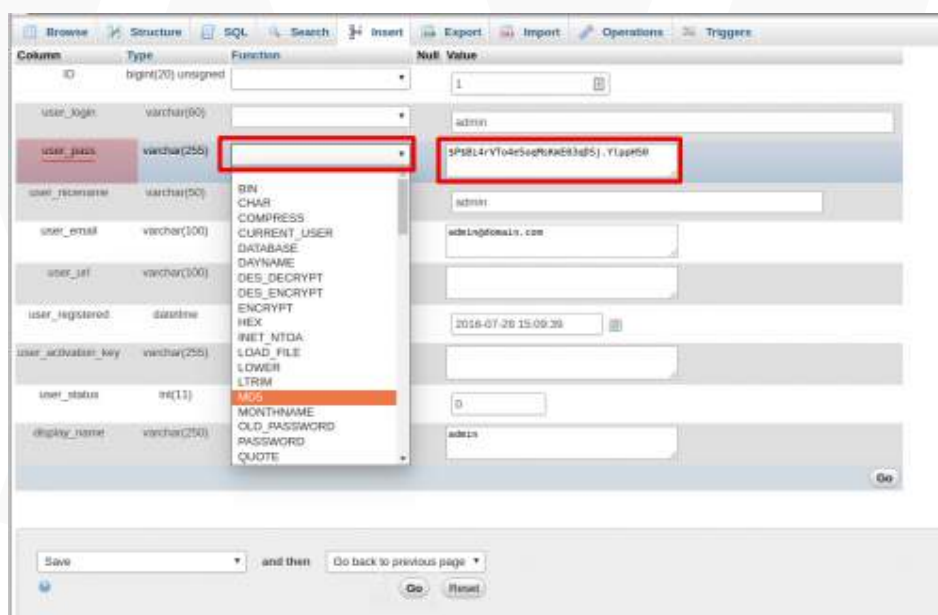 Browse Structure SQL Search Insert Export Import Operations Triggers
Column Type Function Null Value
ID bigint(20) unsigned 1
user_login varchar(60) admin
user_pass varchar(255)
user_nicename varchar(50) admin
user_email varchar(100) admin@domain.com
user_url varchar(100)
user_registered datetime 2016-07-28 15:09:39
user_activation_key varchar(255)
user_status int(11) 0
display_name varchar(250) admin
BIN
CHAR
COMPRESS
CURRENT_USER
DATABASE
DAYNAME
DES_DECRYPT
DES_ENCRYPT
ENCRYPT
HEX
INET_NTOA
LOAD_FILE
LOWER
LTRIM
MD5
MONTHNAME
OLD_PASSWORD
PASSWORD
QUOTE
Go
Save and then Go back to previous page
Go Reset